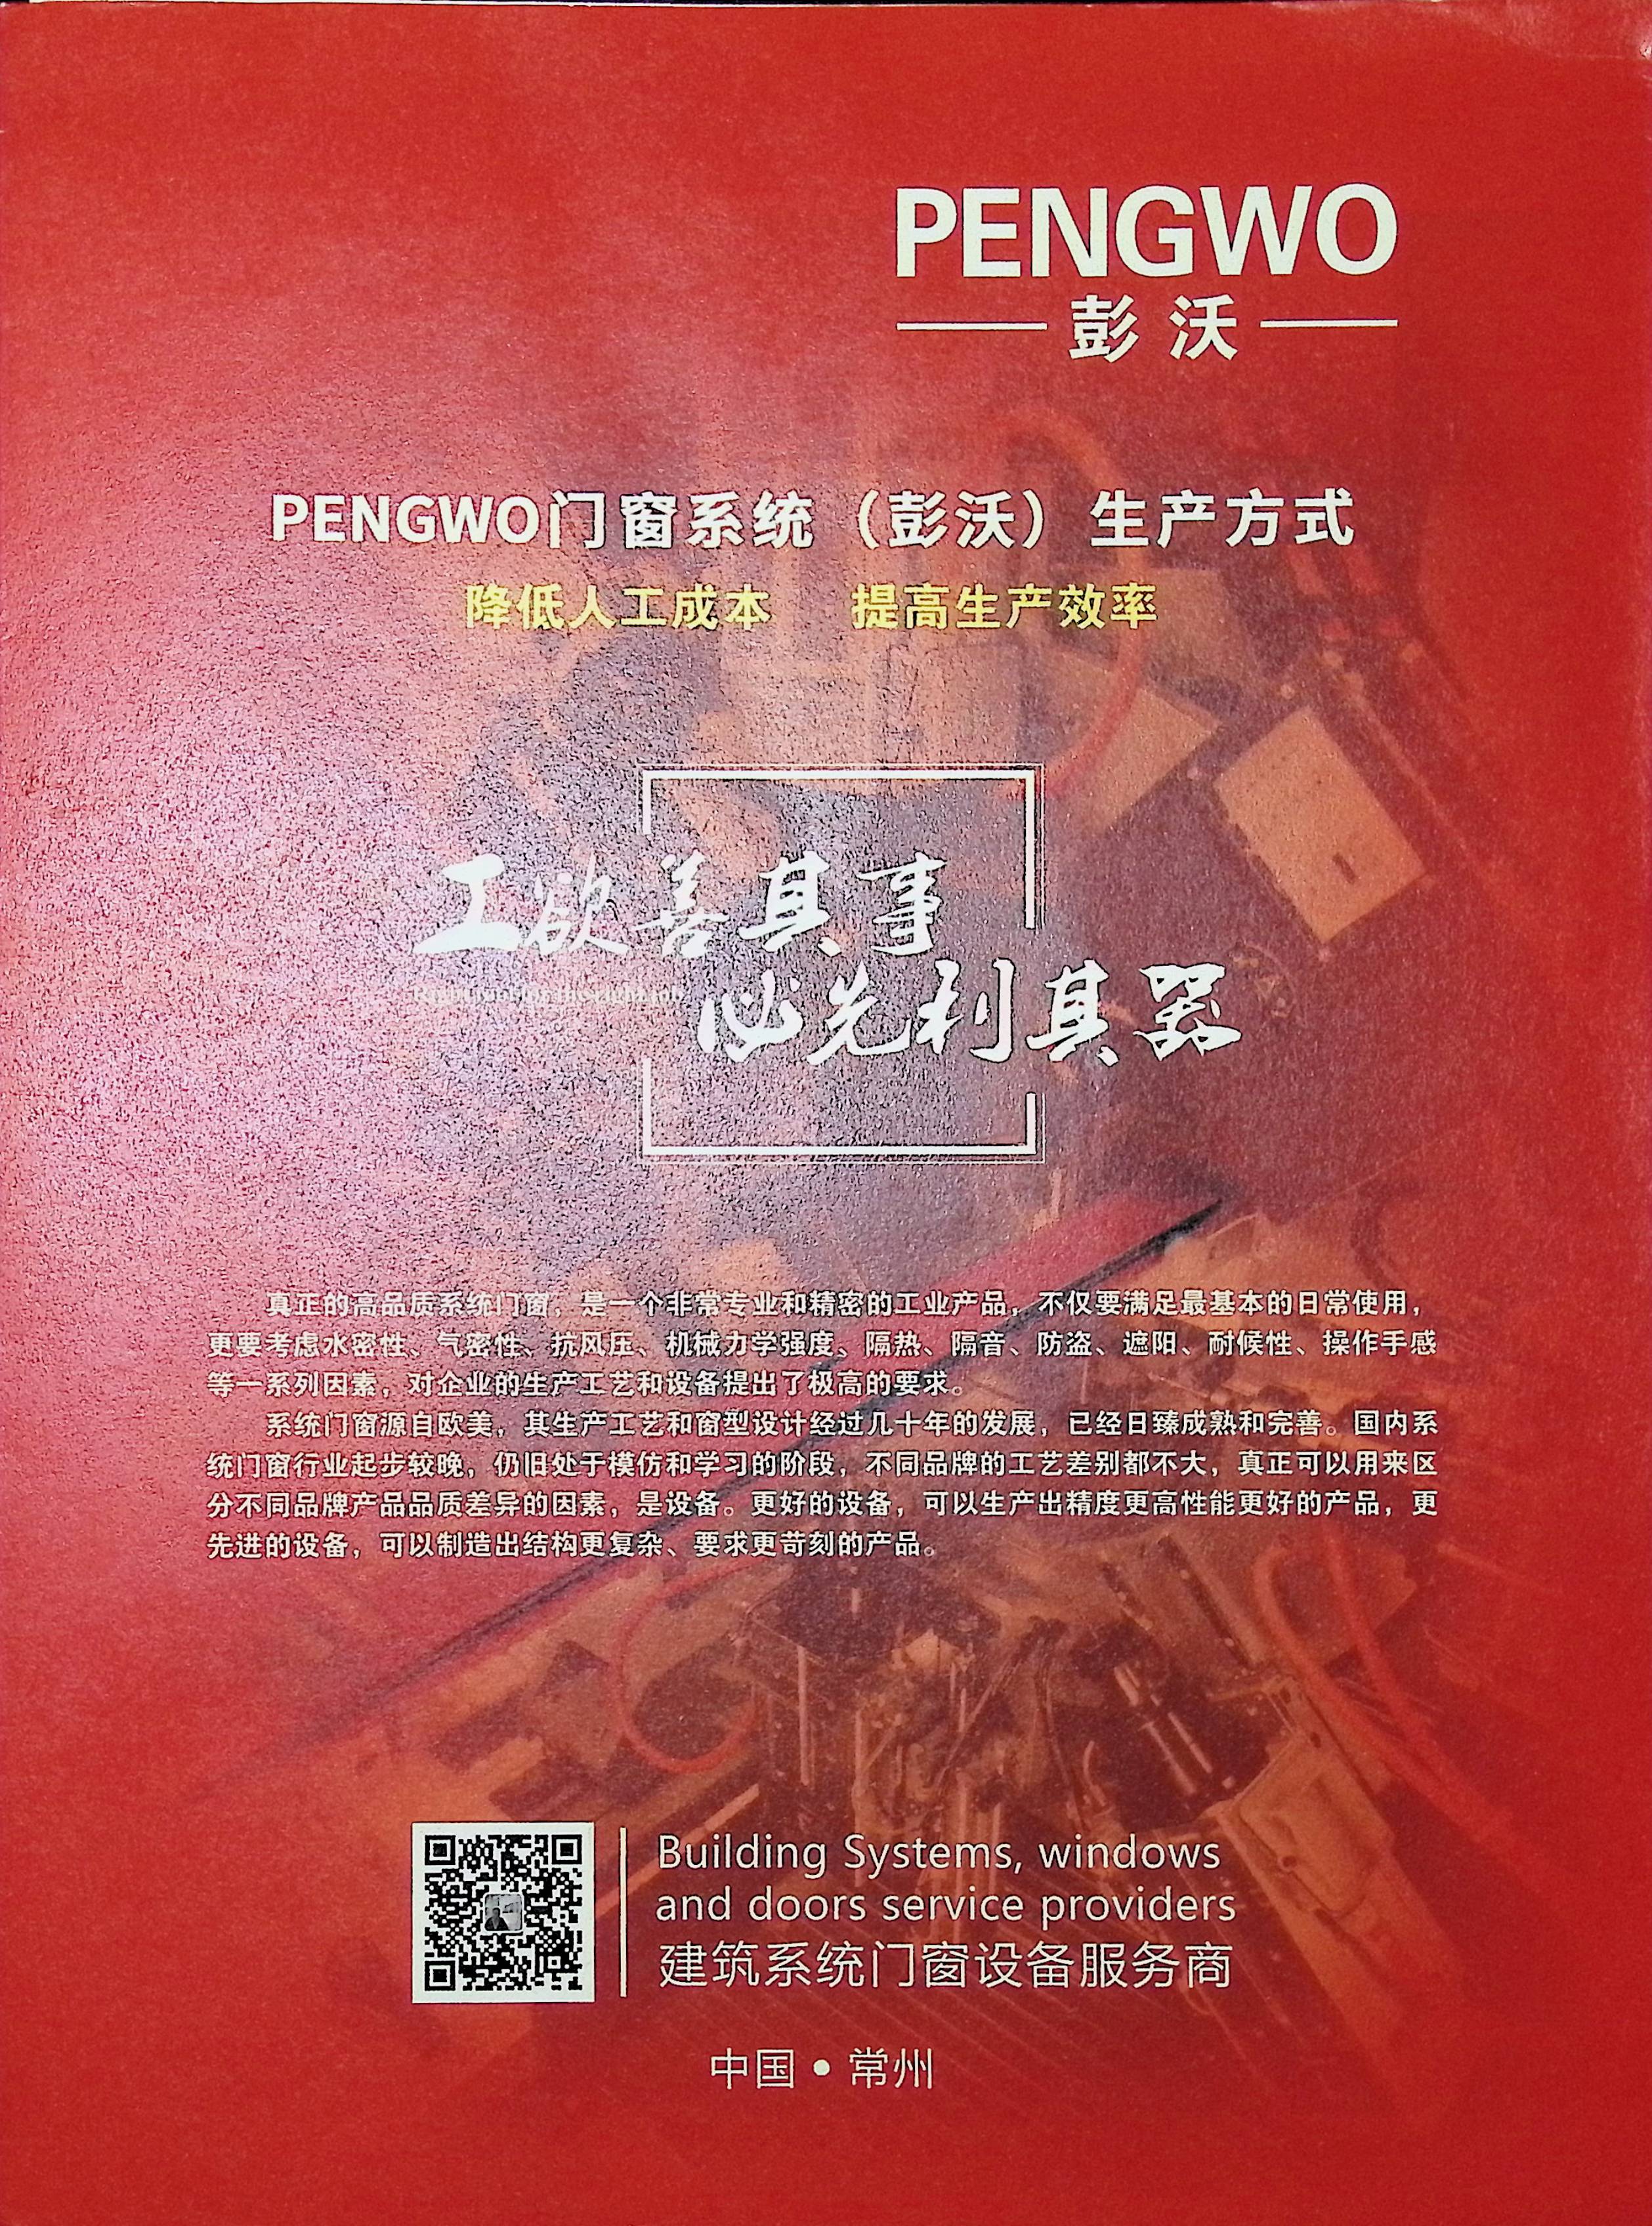 PENGWO
彭沃
PENGWO门窗系统（彭沃）生产方式
降低人工成本 提高生产效率
工欲善其事
必先利其器
真正的高品质系统门窗，是一个非常专业和精密的工业产品，不仅要满足最基本的日常使用，
更要考虑水密性、气密性、抗风压、机械力学强度、隔热、隔音、防盗、遮阳、耐候性、操作手感
等一系列因素，对企业的生产工艺和设备提出了极高的要求。
系统门窗源自欧美，其生产工艺和窗型设计经过几十年的发展，已经日臻成熟和完善。国内系
统门窗行业起步较晚，仍旧处于模仿和学习的阶段，不同品牌的工艺差别都不大，真正可以用来区
分不同品牌产品品质差异的因素，是设备。更好的设备，可以生产出精度更高性能更好的产品，更
先进的设备，可以制造出结构更复杂、要求更苛刻的产品。
Building Systems, windows
and doors service providers
建筑系统门窗设备服务商
中国•常州